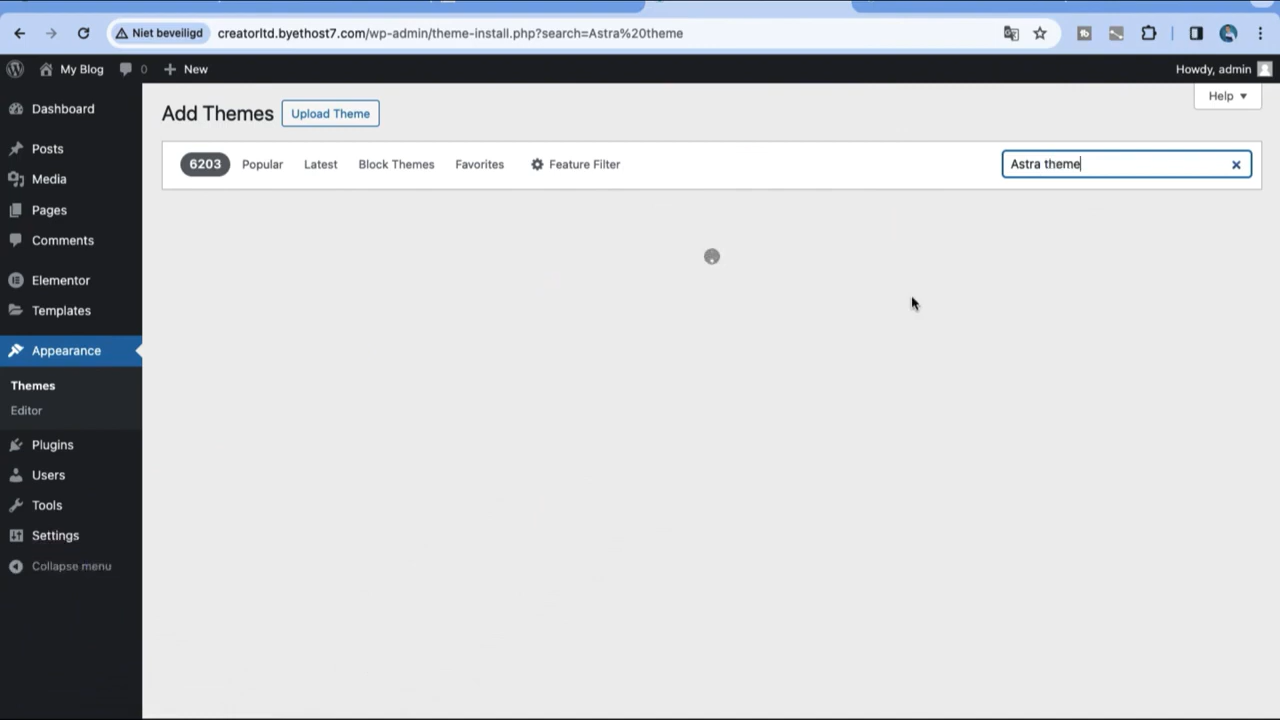 Niet beveiligd
creatorltd.byethost7.com/wp-admin/theme-install.php?search=Astra%20theme
My Blog
0
New
Howdy, admin
Dashboard
Posts
Media
Pages
Comments
Elementor
Templates
Appearance
Themes
Editor
Plugins
Users
Tools
Settings
Collapse menu
Help
Add Themes
Upload Theme
6203 Popular Latest Block Themes Favorites Feature Filter
Astra theme